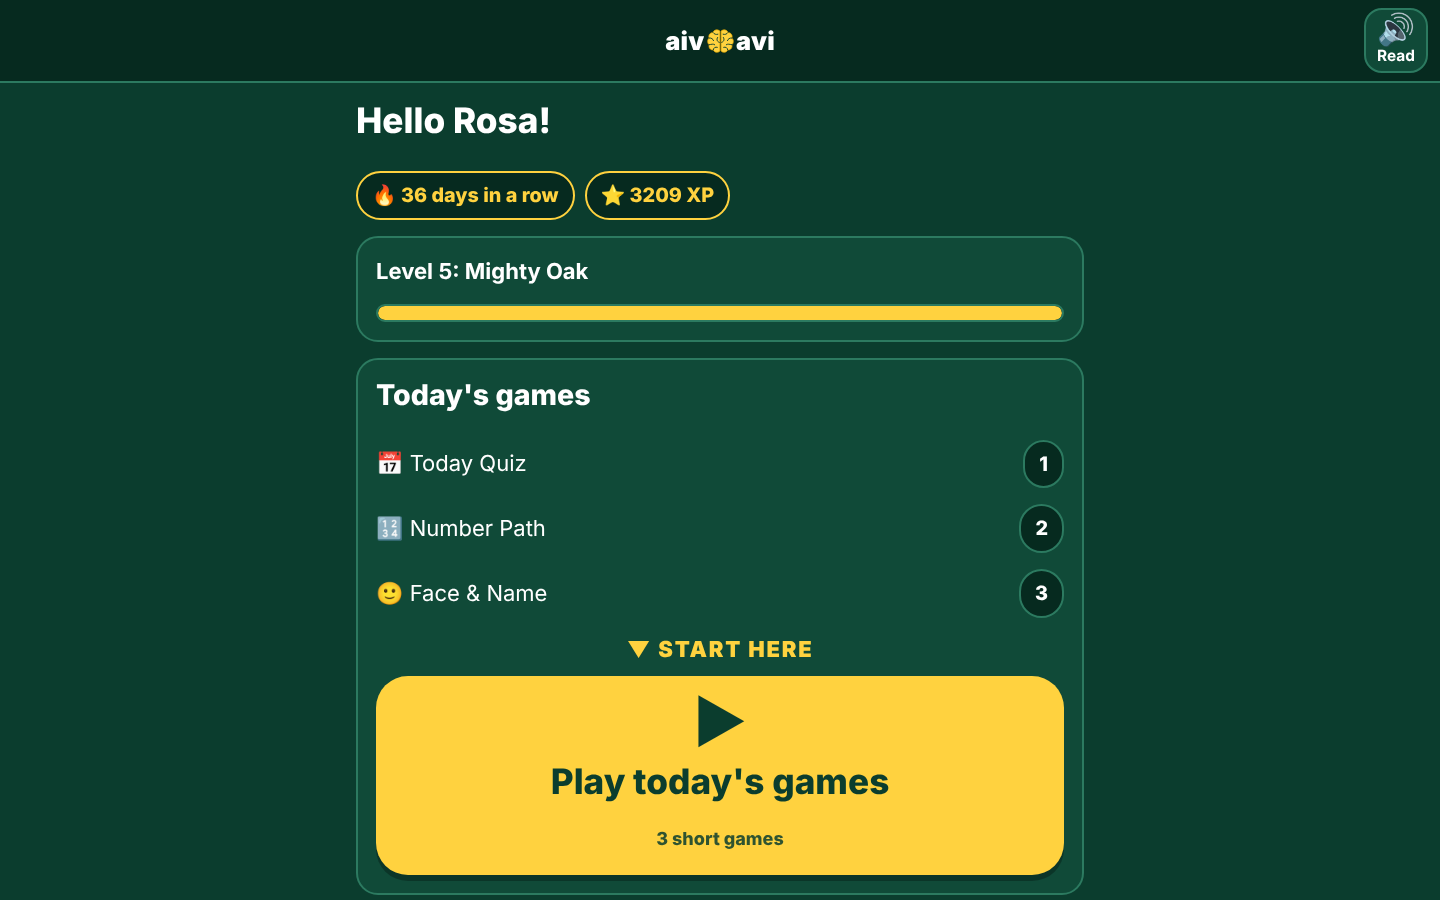 aiv🧠avi
🔊
Read
Hello Rosa!
🔥 36 days in a row
⭐ 3209 XP
Level 5: Mighty Oak
Today's games
📅 Today Quiz
1
🔢 Number Path
2
🙂 Face & Name
3
▼ START HERE
▶
Play today's games
3 short games